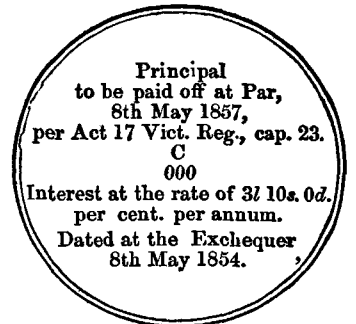 Principal
to be paid off at Par,
8th May 1857,
per Act 17 Vict. Reg., cap. 23.
C
000
Interest at the rate of 3l 10s. 0d.
per cent. per annum.
Dated at the Exchequer
8th May 1854.